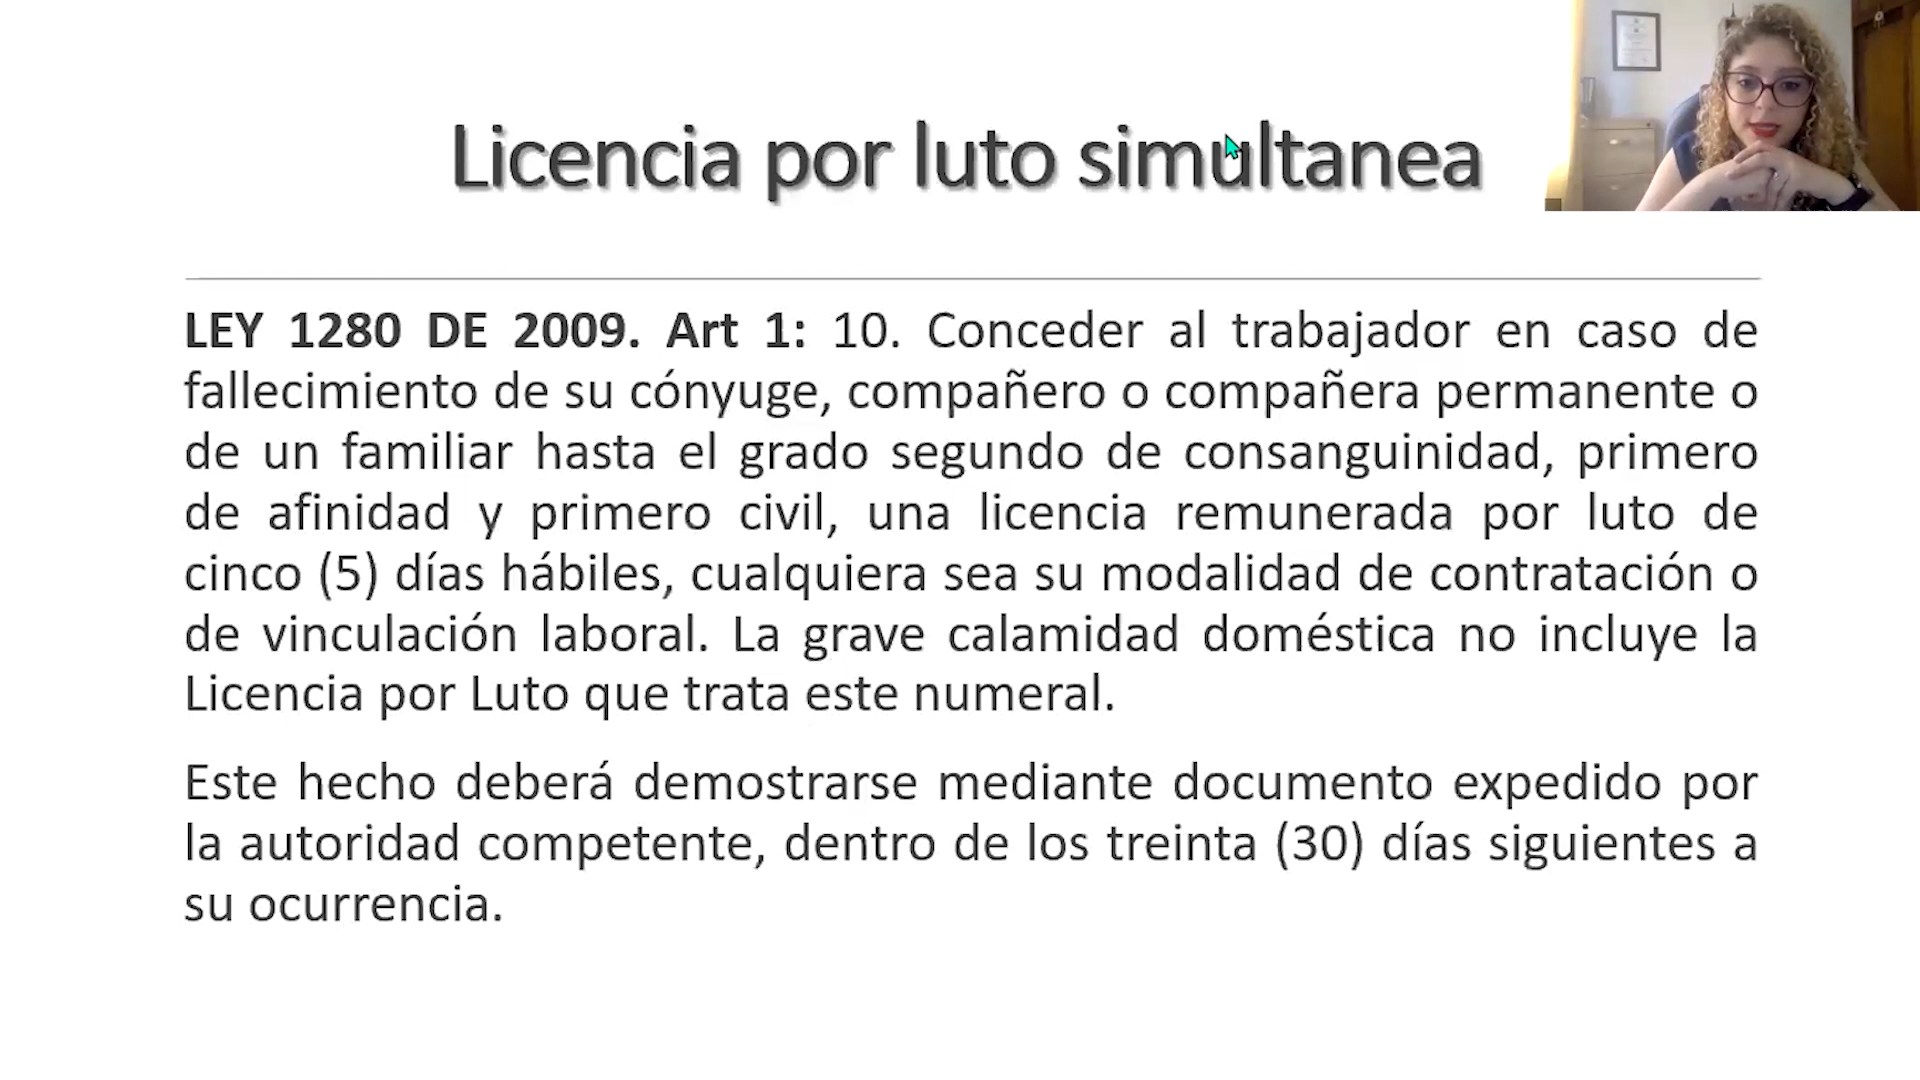 Licencia por luto simultanea
LEY 1280 DE 2009. Art 1: 10. Conceder al trabajador en caso de
fallecimiento de su cónyuge, compañero o compañera permanente o
de un familiar hasta el grado segundo de consanguinidad, primero
de afinidad y primero civil, una licencia remunerada por luto de
cinco (5) días hábiles, cualquiera sea su modalidad de contratación o
de vinculación laboral. La grave calamidad doméstica no incluye la
Licencia por Luto que trata este numeral.
Este hecho deberá demostrarse mediante documento expedido por
la autoridad competente, dentro de los treinta (30) días siguientes a
su ocurrencia.